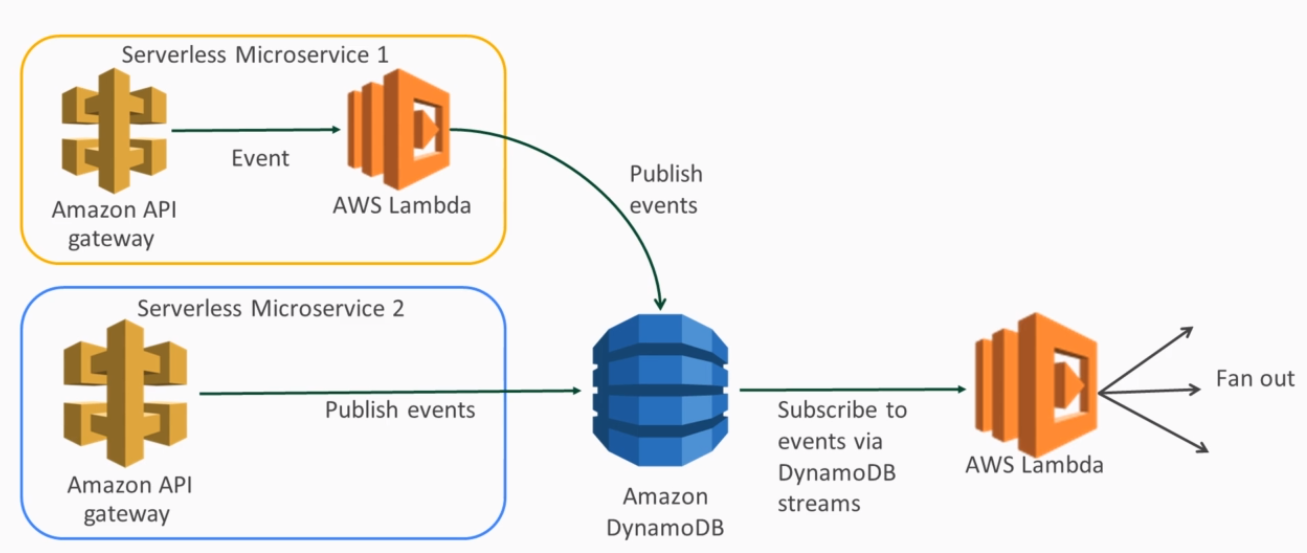 Serverless Microservice 1
Event
Amazon API
gateway
AWS Lambda
Publish
events
Serverless Microservice 2
Publish events
Amazon API
gateway
Amazon
DynamoDB
Subscribe to
events via
DynamoDB
streams
AWS Lambda
Fan out